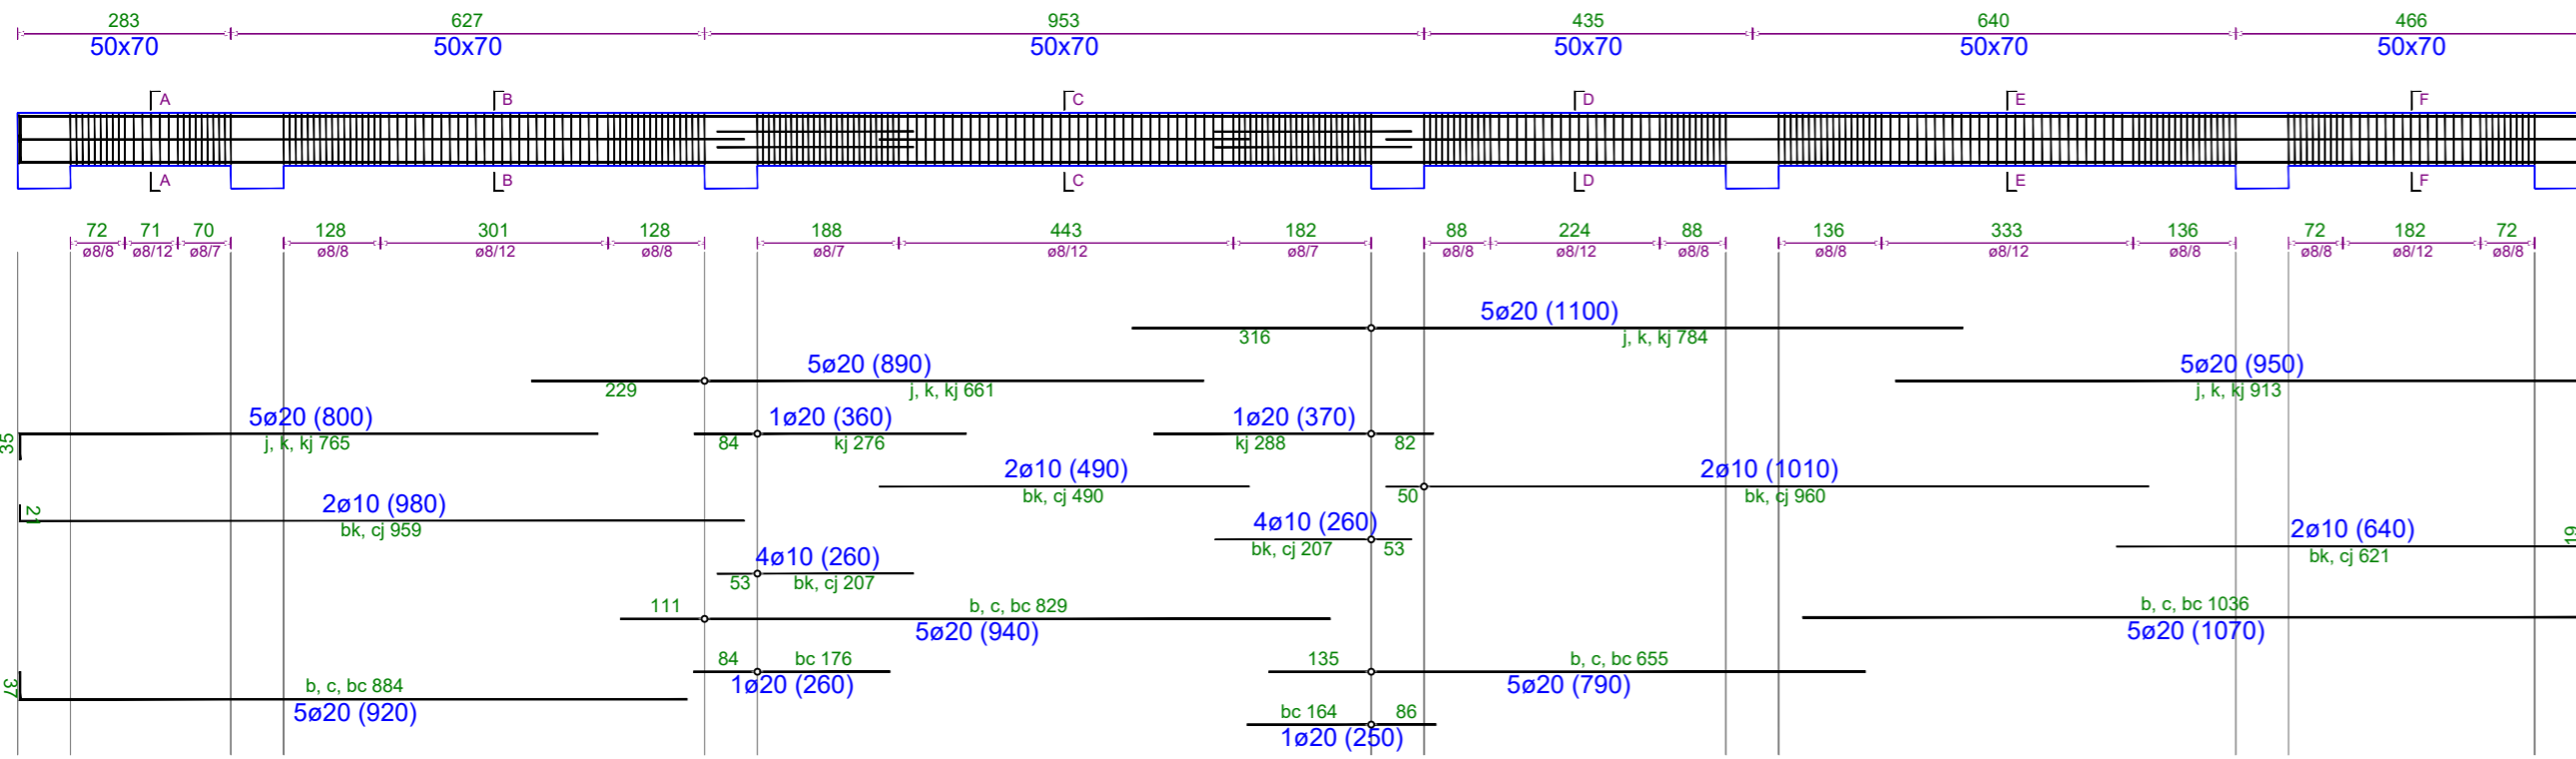 283 627 953 435 640 466
50x70 50x70 50x70 50x70 50x70 50x70
A B C D E F
A B C D E F
72 71 70 128 301 128 188 443 182 88 224 88 136 333 136 72 182 72
ø8/8 ø8/12 ø8/7 ø8/8 ø8/12 ø8/8 ø8/7 ø8/12 ø8/7 ø8/8 ø8/12 ø8/8 ø8/8 ø8/12 ø8/8 ø8/8 ø8/12 ø8/8
5ø20 (1100)
316 j, k, kj 784
5ø20 (890) 5ø20 (950)
229 j, k, kj 661 j, k, kj 913
5ø20 (800) 1ø20 (360) 1ø20 (370)
35 j, k, kj 765 84 kj 276 kj 288 82
2ø10 (490) 2ø10 (1010)
bk, cj 490 50 bk, cj 960
2ø10 (980)
21 bk, cj 959
4ø10 (260) 2ø10 (640)
bk, cj 207 53 bk, cj 621 19
4ø10 (260)
53 bk, cj 207
111 b, c, bc 829 b, c, bc 1036
5ø20 (940) 5ø20 (1070)
84 bc 176 135 b, c, bc 655
1ø20 (260) 5ø20 (790)
37 b, c, bc 884
5ø20 (920)
bc 164 86
1ø20 (250)